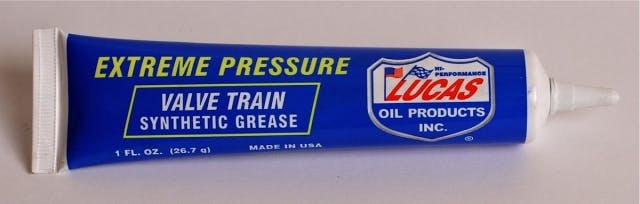 EXTREME PRESSURE
VALVE TRAIN
SYNTHETIC GREASE
1 FL. OZ. (26.7 g) MADE IN USA
HI-
PERFORMANCE
LUCAS
OIL PRODUCTS
INC.
®